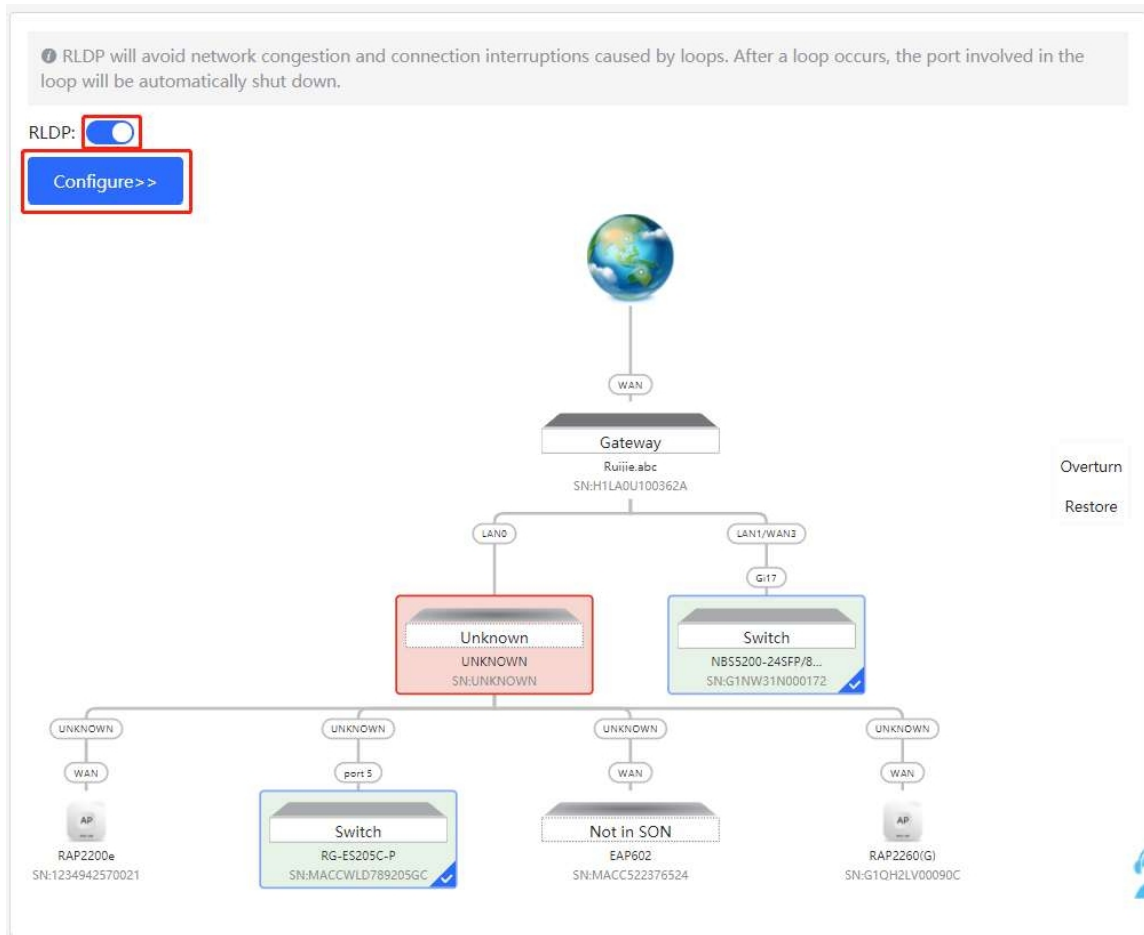 RLDP will avoid network congestion and connection interruptions caused by loops. After a loop occurs, the port involved in the
loop will be automatically shut down.
RLDP:
Configure>>
WAN
Gateway
Ruijie.abc
SN:H1LA0U100362A
Overturn
Restore
LAN0
LAN1/WAN3
Gi17
Unknown
UNKNOWN
SN:UNKNOWN
Switch
NBS5200-24SFP/8...
SN:G1NW31N000172
UNKNOWN
UNKNOWN
UNKNOWN
UNKNOWN
WAN
port 5
WAN
WAN
AP
RAP2200e
SN:1234942570021
Switch
RG-ES205C-P
SN:MACCWLD789205GC
Not in SON
EAP602
SN:MACC522376524
AP
RAP2260(G)
SN:G1QH2LV00090C